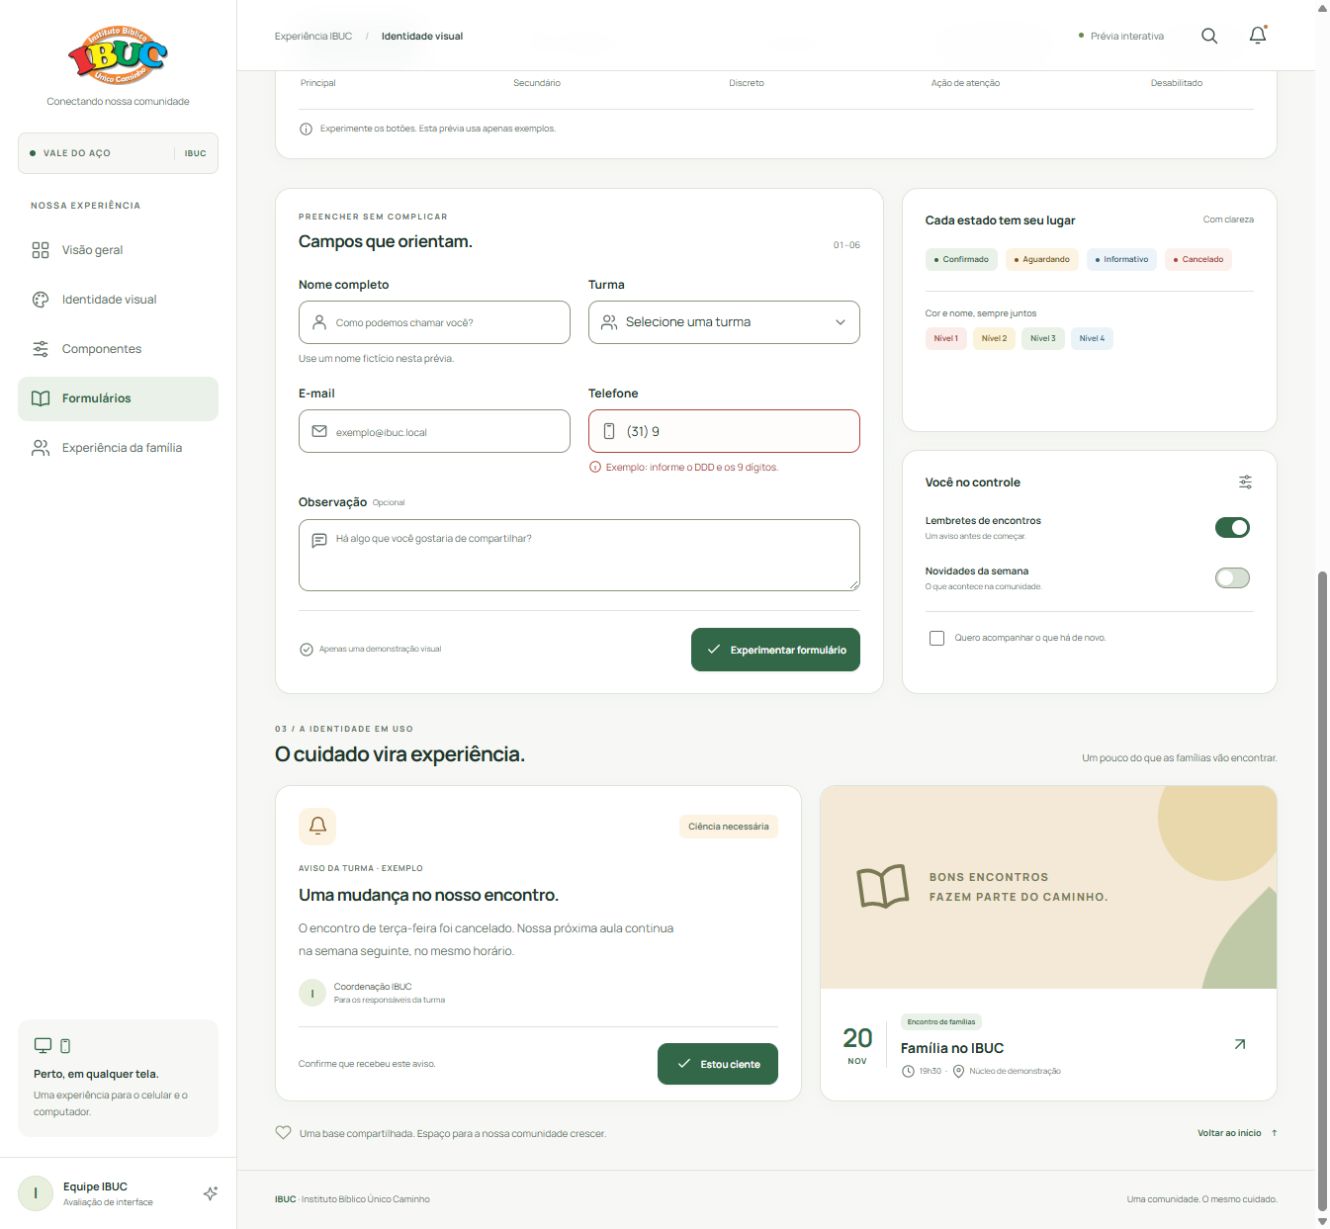 Instituto Bíblico
IBUC
Único Caminho
Conectando nossa comunidade
VALE DO AÇO
IBUC
NOSSA EXPERIÊNCIA
Visão geral
Identidade visual
Componentes
Formulários
Experiência da família
Perto, em qualquer tela.
Uma experiência para o celular e o
computador.
I
Equipe IBUC
Avaliação de interface
Experiência IBUC / Identidade visual
Prévia interativa
Principal
Secundário
Discreto
Ação de atenção
Desabilitado
Experimente os botões. Esta prévia usa apenas exemplos.
PREENCHER SEM COMPLICAR
Campos que orientam.
01–06
Nome completo
Como podemos chamar você?
Use um nome fictício nesta prévia.
Turma
Selecione uma turma
E-mail
exemplo@ibuc.local
Telefone
(31) 9
Exemplo: informe o DDD e os 9 dígitos.
Observação Opcional
Há algo que você gostaria de compartilhar?
Apenas uma demonstração visual
Experimentar formulário
Cada estado tem seu lugar
Com clareza
Confirmado
Aguardando
Informativo
Cancelado
Cor e nome, sempre juntos
Nível 1
Nível 2
Nível 3
Nível 4
Você no controle
Lembretes de encontros
Um aviso antes de começar.
Novidades da semana
O que acontece na comunidade.
Quero acompanhar o que há de novo.
03 / A IDENTIDADE EM USO
O cuidado vira experiência.
Um pouco do que as famílias vão encontrar.
Ciência necessária
AVISO DA TURMA · EXEMPLO
Uma mudança no nosso encontro.
O encontro de terça-feira foi cancelado. Nossa próxima aula continua
na semana seguinte, no mesmo horário.
I
Coordenação IBUC
Para os responsáveis da turma
Confirme que recebeu este aviso.
Estou ciente
BONS ENCONTROS
FAZEM PARTE DO CAMINHO.
20
NOV
Encontro de famílias
Família no IBUC
19h30 · Núcleo de demonstração
Uma base compartilhada. Espaço para a nossa comunidade crescer.
Voltar ao início ↑
IBUC · Instituto Bíblico Único Caminho
Uma comunidade. O mesmo cuidado.